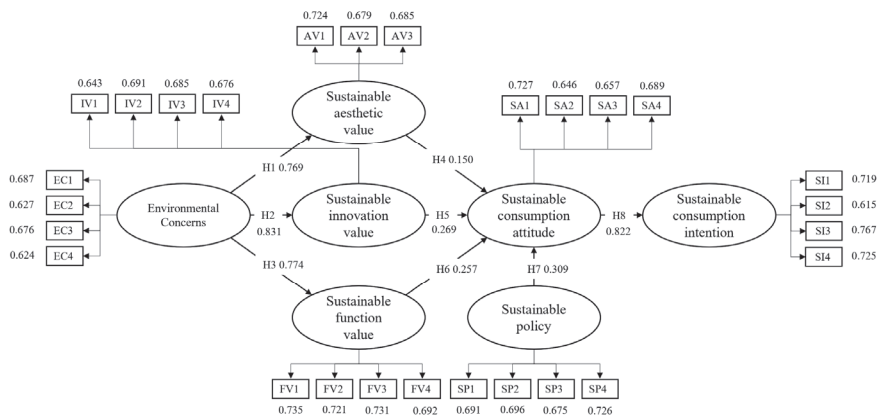 0.724 0.679 0.685
AV1 AV2 AV3
0.643 0.691 0.685 0.676
IV1 IV2 IV3 IV4
Sustainable
aesthetic
value
0.727 0.646 0.657 0.689
SA1 SA2 SA3 SA4
H1 0.769
H4 0.150
0.687 EC1
0.627 EC2
0.676 EC3
0.624 EC4
Environmental
Concerns
H2
0.831
Sustainable
innovation
value
H5
0.269
Sustainable
consumption
attitude
H8
0.822
Sustainable
consumption
intention
SI1 0.719
SI2 0.615
SI3 0.767
SI4 0.725
H3 0.774
H6 0.257
H7 0.309
Sustainable
function
value
Sustainable
policy
FV1 FV2 FV3 FV4
0.735 0.721 0.731 0.692
SP1 SP2 SP3 SP4
0.691 0.696 0.675 0.726